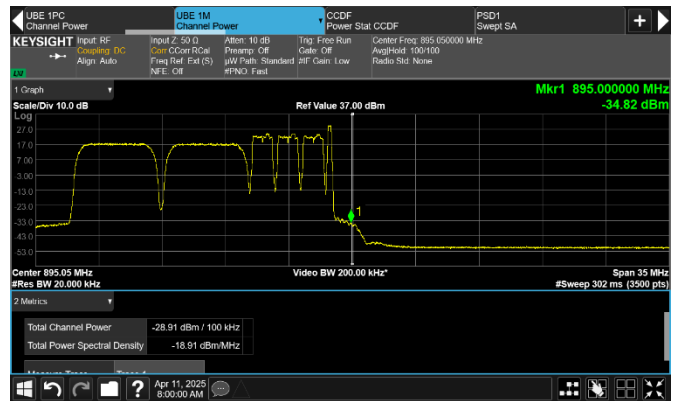 UBE 1PC
Channel Power
UBE 1M
Channel Power
CCDF
Power Stat CCDF
PSD1
Swept SA
KEYSIGHT
Input: RF
Coupling: DC
Align: Auto
Input Z: 50 Ω
Corr CCorr RCal
Freq Ref: Ext (S)
NFE: Off
Atten: 10 dB
Preamp: Off
µW Path: Standard
#PNO: Fast
Trig: Free Run
Gate: Off
#IF Gain: Low
Center Freq: 895.050000 MHz
Avg|Hold: 100/100
Radio Std: None
LXI
1 Graph
Mkr1 895.000000 MHz
-34.82 dBm
Scale/Div 10.0 dB
Ref Value 37.00 dBm
Log
27.0
17.0
7.00
-3.00
-13.0
-23.0
-33.0
-43.0
-53.0
1
Center 895.05 MHz
Video BW 200.00 kHz*
Span 35 MHz
#Res BW 20.000 kHz
#Sweep 302 ms (3500 pts)
2 Metrics
Total Channel Power -28.91 dBm / 100 kHz
Total Power Spectral Density -18.91 dBm/MHz
Measure Trace Trace 1
?
Apr 11, 2025
8:00:00 AM